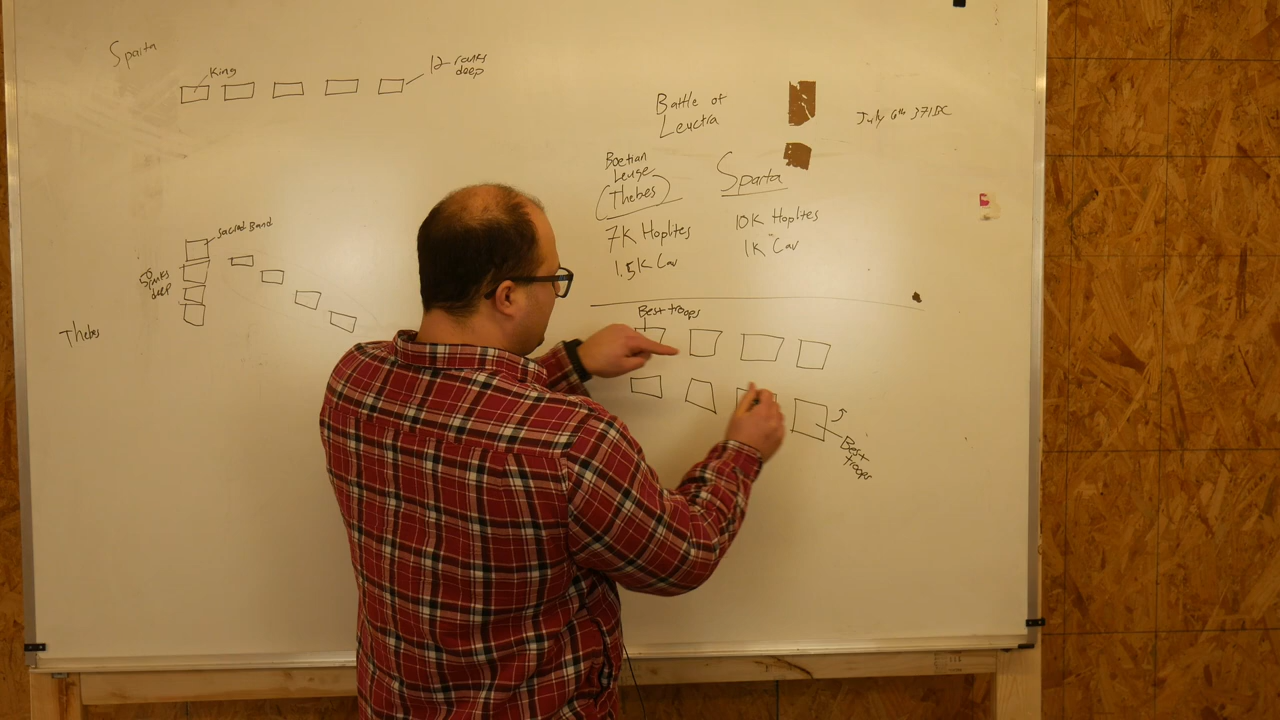 Sparta
King
12 ranks
deep
Battle of
Leuctra
July 6th 371BC
Boetian
Leuge
(Thebes)
Sparta
7K Hoplites
1.5K Cav
10K Hoplites
1K Cav
Sacred Band
50 ranks
deep
Thebes
Best troops
Best
troops